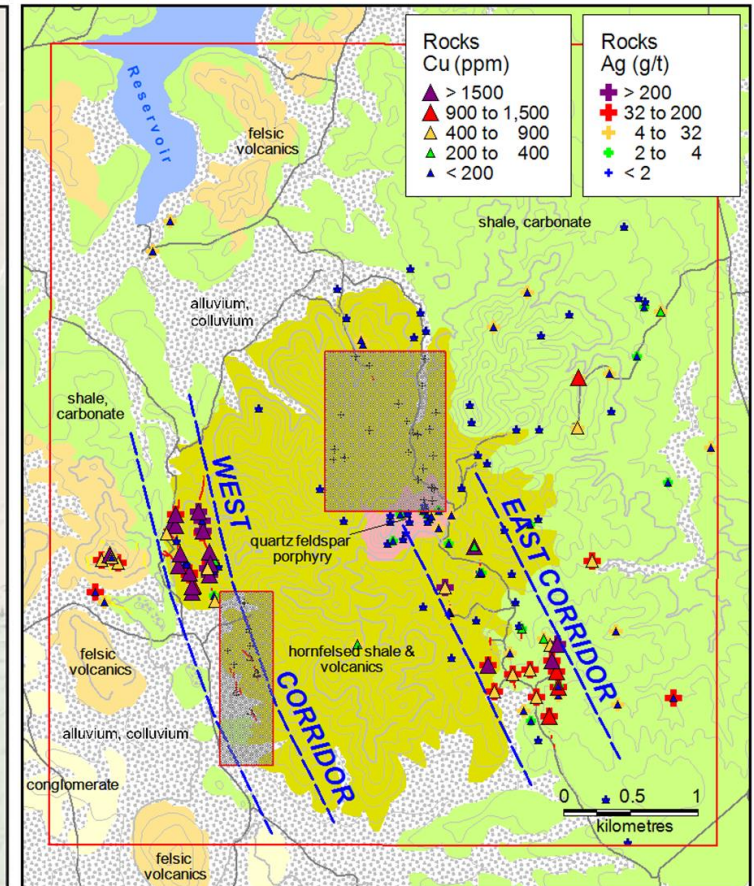 Rocks
Cu (ppm)
> 1500
900 to 1,500
400 to 900
200 to 400
< 200
Rocks
Ag (g/t)
> 200
32 to 200
4 to 32
2 to 4
< 2
Reservoir
felsic
volcanics
shale, carbonate
alluvium,
colluvium
shale,
carbonate
WEST
CORRIDOR
EAST CORRIDOR
quartz feldspar
porphyry
hornfelsed shale &
volcanics
felsic
volcanics
alluvium, colluvium
conglomerate
felsic
volcanics
0 0.5 1
kilometres